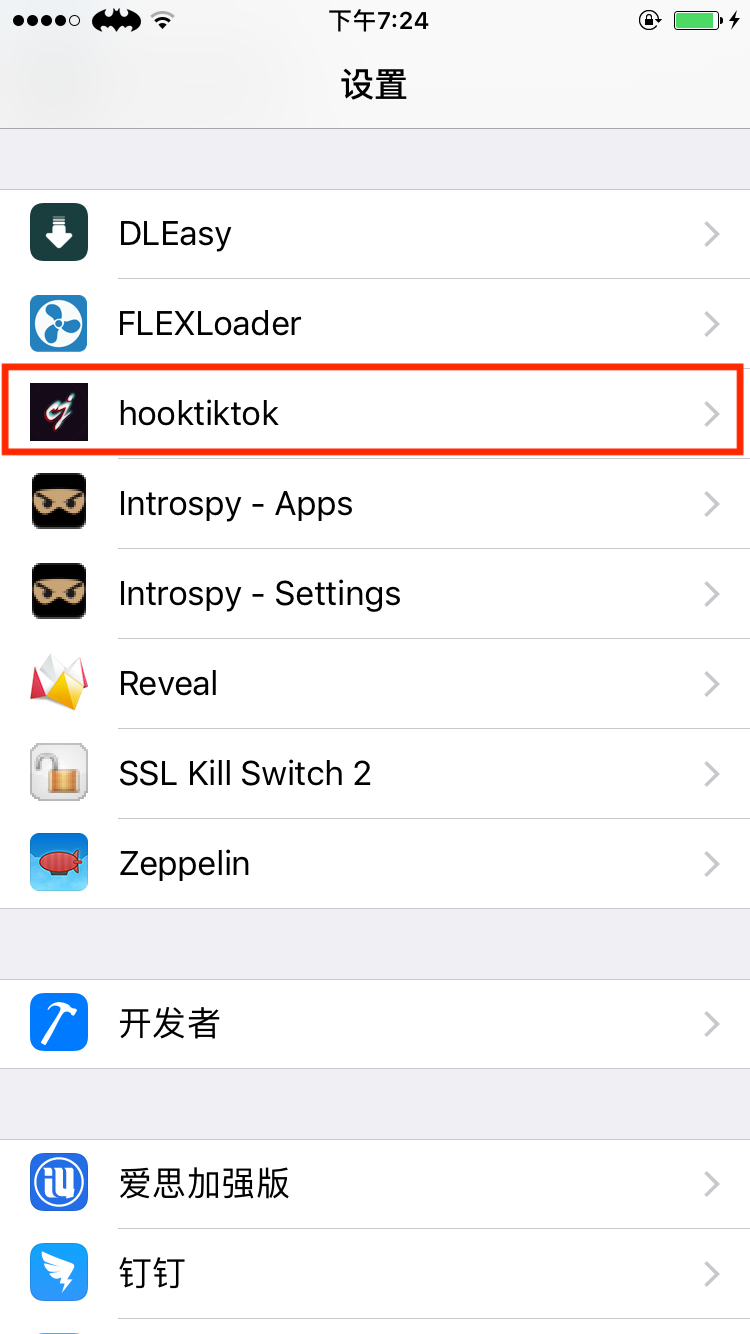 下午7:24
设置
DLEasy
FLEXLoader
hooktiktok
Introspy - Apps
Introspy - Settings
Reveal
SSL Kill Switch 2
Zeppelin
开发者
爱思加强版
钉钉